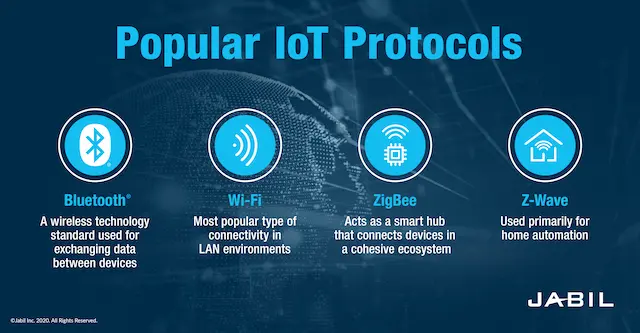 Popular IoT Protocols
Bluetooth®
A wireless technology
standard used for
exchanging data
between devices
Wi-Fi
Most popular type of
connectivity in
LAN environments
ZigBee
Acts as a smart hub
that connects devices in
a cohesive ecosystem
Z-Wave
Used primarily for
home automation
©Jabil Inc. 2020. All Rights Reserved.
JABIL